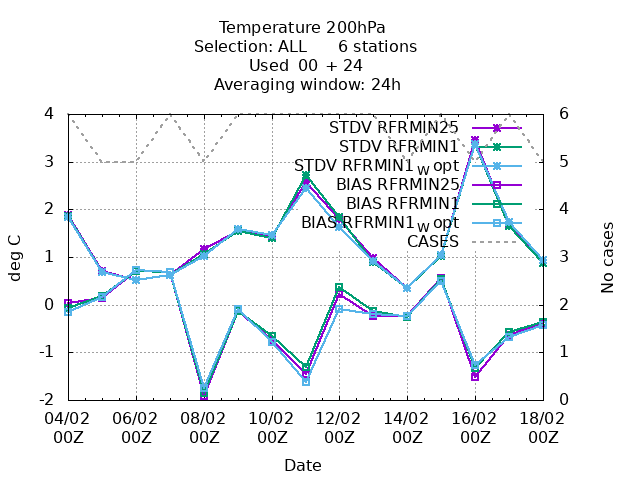 Temperature 200hPa
Selection: ALL      6 stations
Used  00 + 24
Averaging window: 24h
4
3
2
1
0
-1
-2
6
5
4
3
2
1
0
STDV RFRMIN25
STDV RFRMIN1
STDV RFRMIN1w opt
BIAS RFRMIN25
BIAS RFRMIN1
BIAS RFRMIN1w opt
CASES
deg C
No cases
04/02 06/02 08/02 10/02 12/02 14/02 16/02 18/02
00Z 00Z 00Z 00Z 00Z 00Z 00Z 00Z
Date